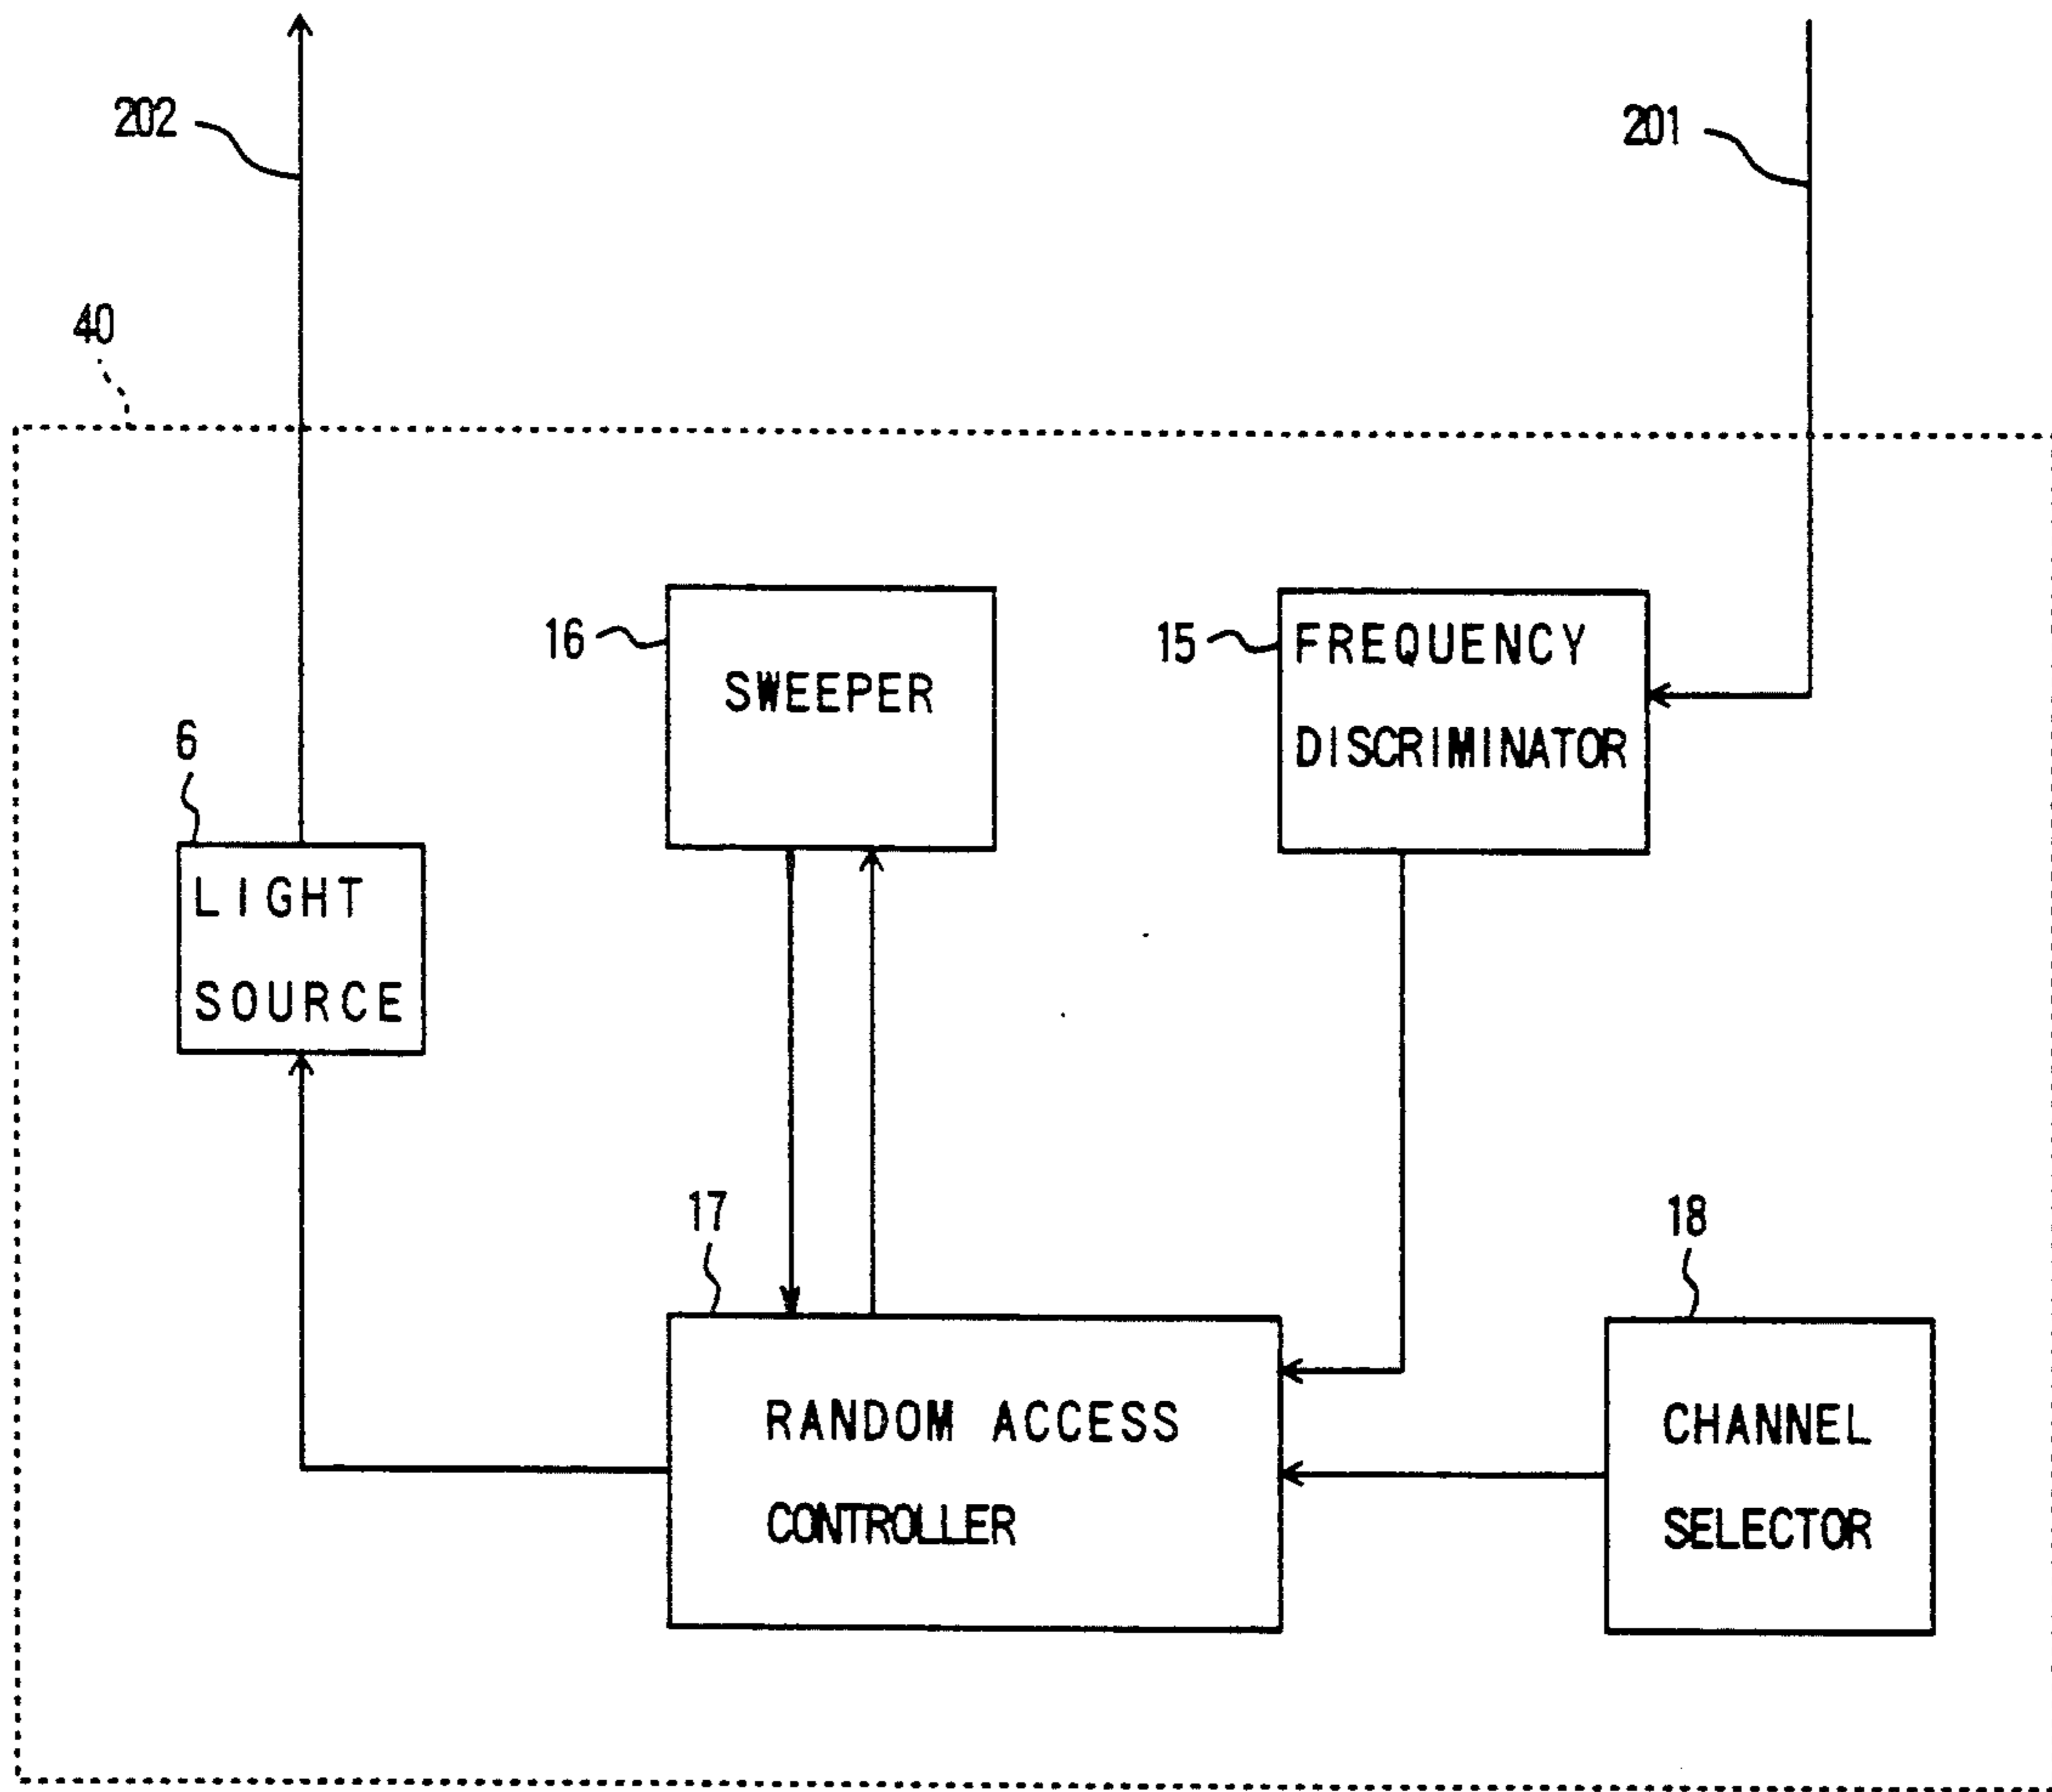 202
201
40
16
SWEEPER
15
FREQUENCY
DISCRIMINATOR
6
LIGHT
SOURCE
17
RANDOM ACCESS
CONTROLLER
18
CHANNEL
SELECTOR